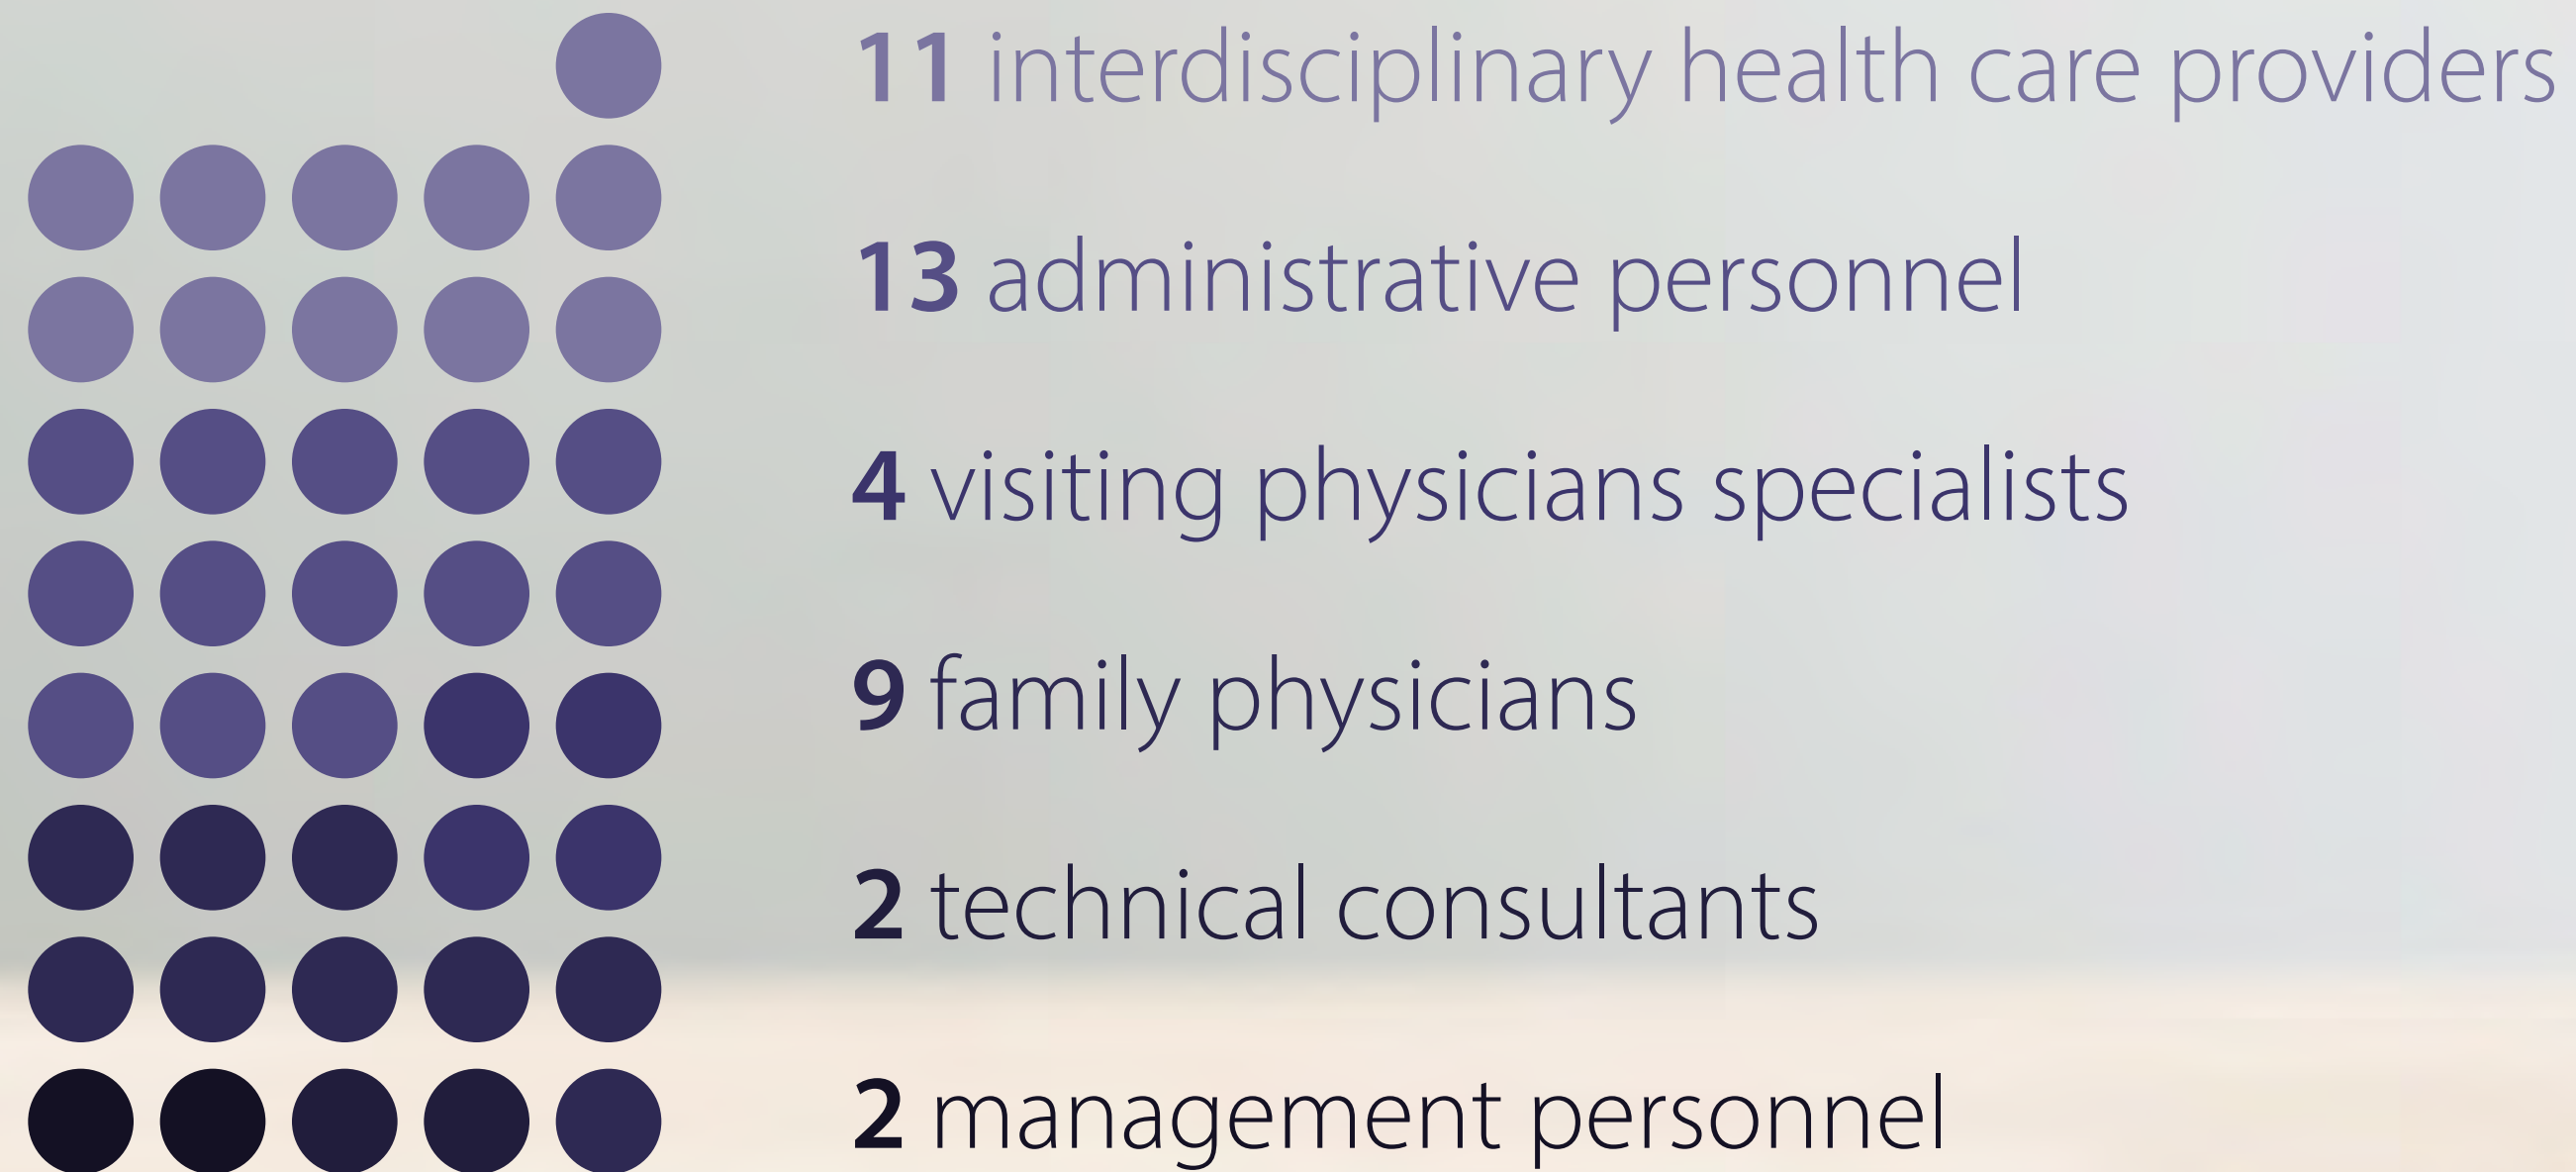 11 interdisciplinary health care providers
13 administrative personnel
4 visiting physicians specialists
9 family physicians
2 technical consultants
2 management personnel